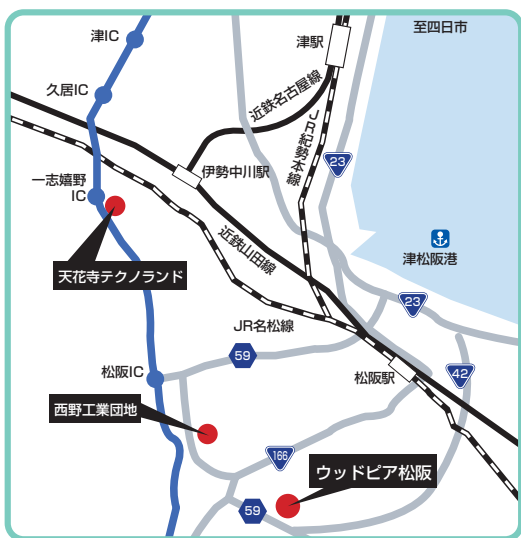 至四日市
津IC
津駅
久居IC
近鉄名古屋線
JR紀勢本線
23
一志嬉野
IC
伊勢中川駅
天花寺テクノランド
近鉄山田線
津松阪港
23
JR名松線
59
松阪IC
松阪駅
42
西野工業団地
166
ウッドピア松阪
59